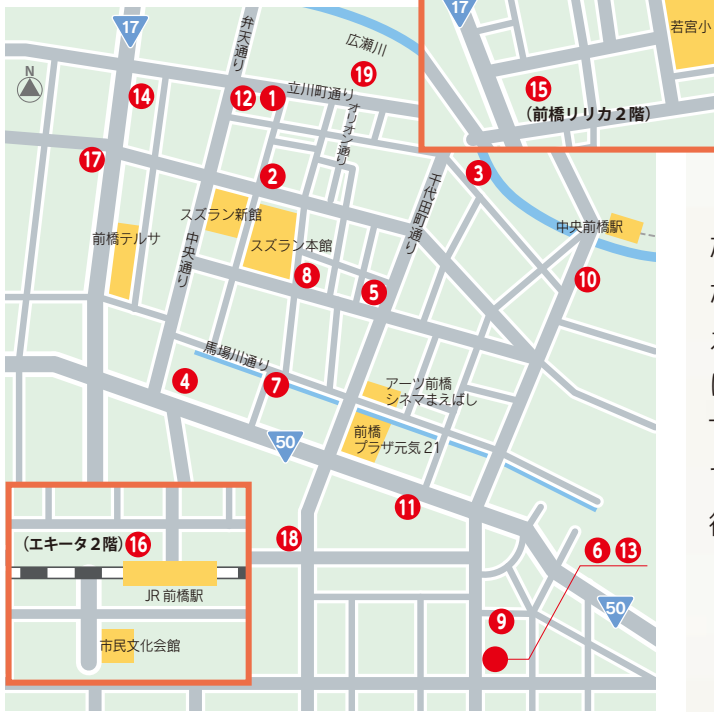 17
17
若宮小
弁天通り
広瀬川
N
⑲
⑭
⑫
①
立川町通り
オリオン通り
⑮
（前橋リリカ２階）
⑰
②
③
スズラン新館
千代田町通り
中央前橋駅
前橋テルサ
中央通り
スズラン本館
⑧
⑤
⑩
馬場川通り
④
⑦
アーツ前橋
シネマまえばし
前橋
プラザ元気21
50
⑪
⑱
（エキータ２階）
⑯
JR前橋駅
市民文化会館
⑥
⑬
50
⑨